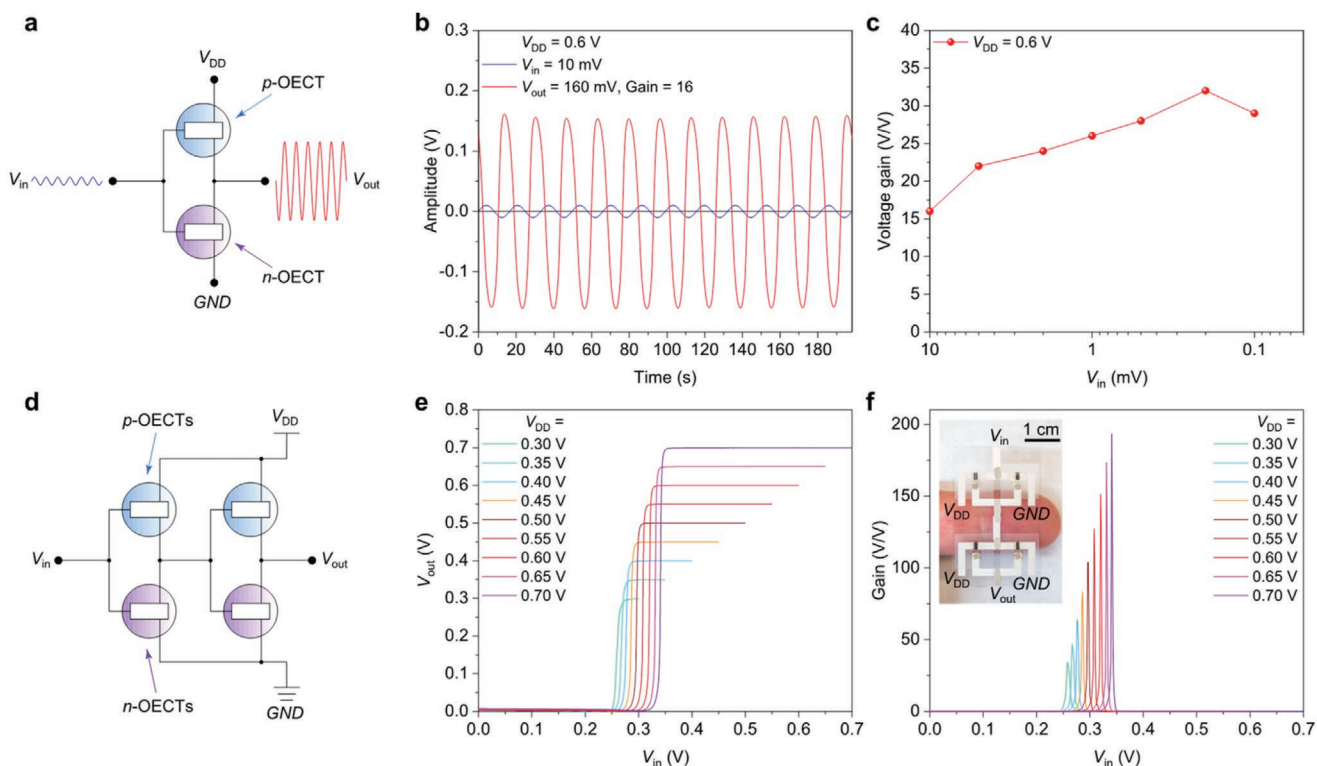 a
V_DD
p-OECT
V_in
V_out
n-OECT
GND
b
0.3
0.2
0.1
0.0
-0.1
-0.2
Amplitude (V)
V_DD = 0.6 V
V_in = 10 mV
V_out = 160 mV, Gain = 16
0 20 40 60 80 100 120 140 160 180
Time (s)
c
40
35
30
25
20
15
10
5
0
Voltage gain (V/V)
V_DD = 0.6 V
10 1 0.1
V_in (mV)
d
p-OECTs
V_DD
V_in
V_out
n-OECTs
GND
e
0.8
0.7
0.6
0.5
0.4
0.3
0.2
0.1
0.0
V_out (V)
V_DD =
0.30 V
0.35 V
0.40 V
0.45 V
0.50 V
0.55 V
0.60 V
0.65 V
0.70 V
0.0 0.1 0.2 0.3 0.4 0.5 0.6 0.7
V_in (V)
f
200
150
100
50
0
Gain (V/V)
V_in
1 cm
V_DD GND
V_DD GND
V_out
V_DD =
0.30 V
0.35 V
0.40 V
0.45 V
0.50 V
0.55 V
0.60 V
0.65 V
0.70 V
0.0 0.1 0.2 0.3 0.4 0.5 0.6 0.7
V_in (V)